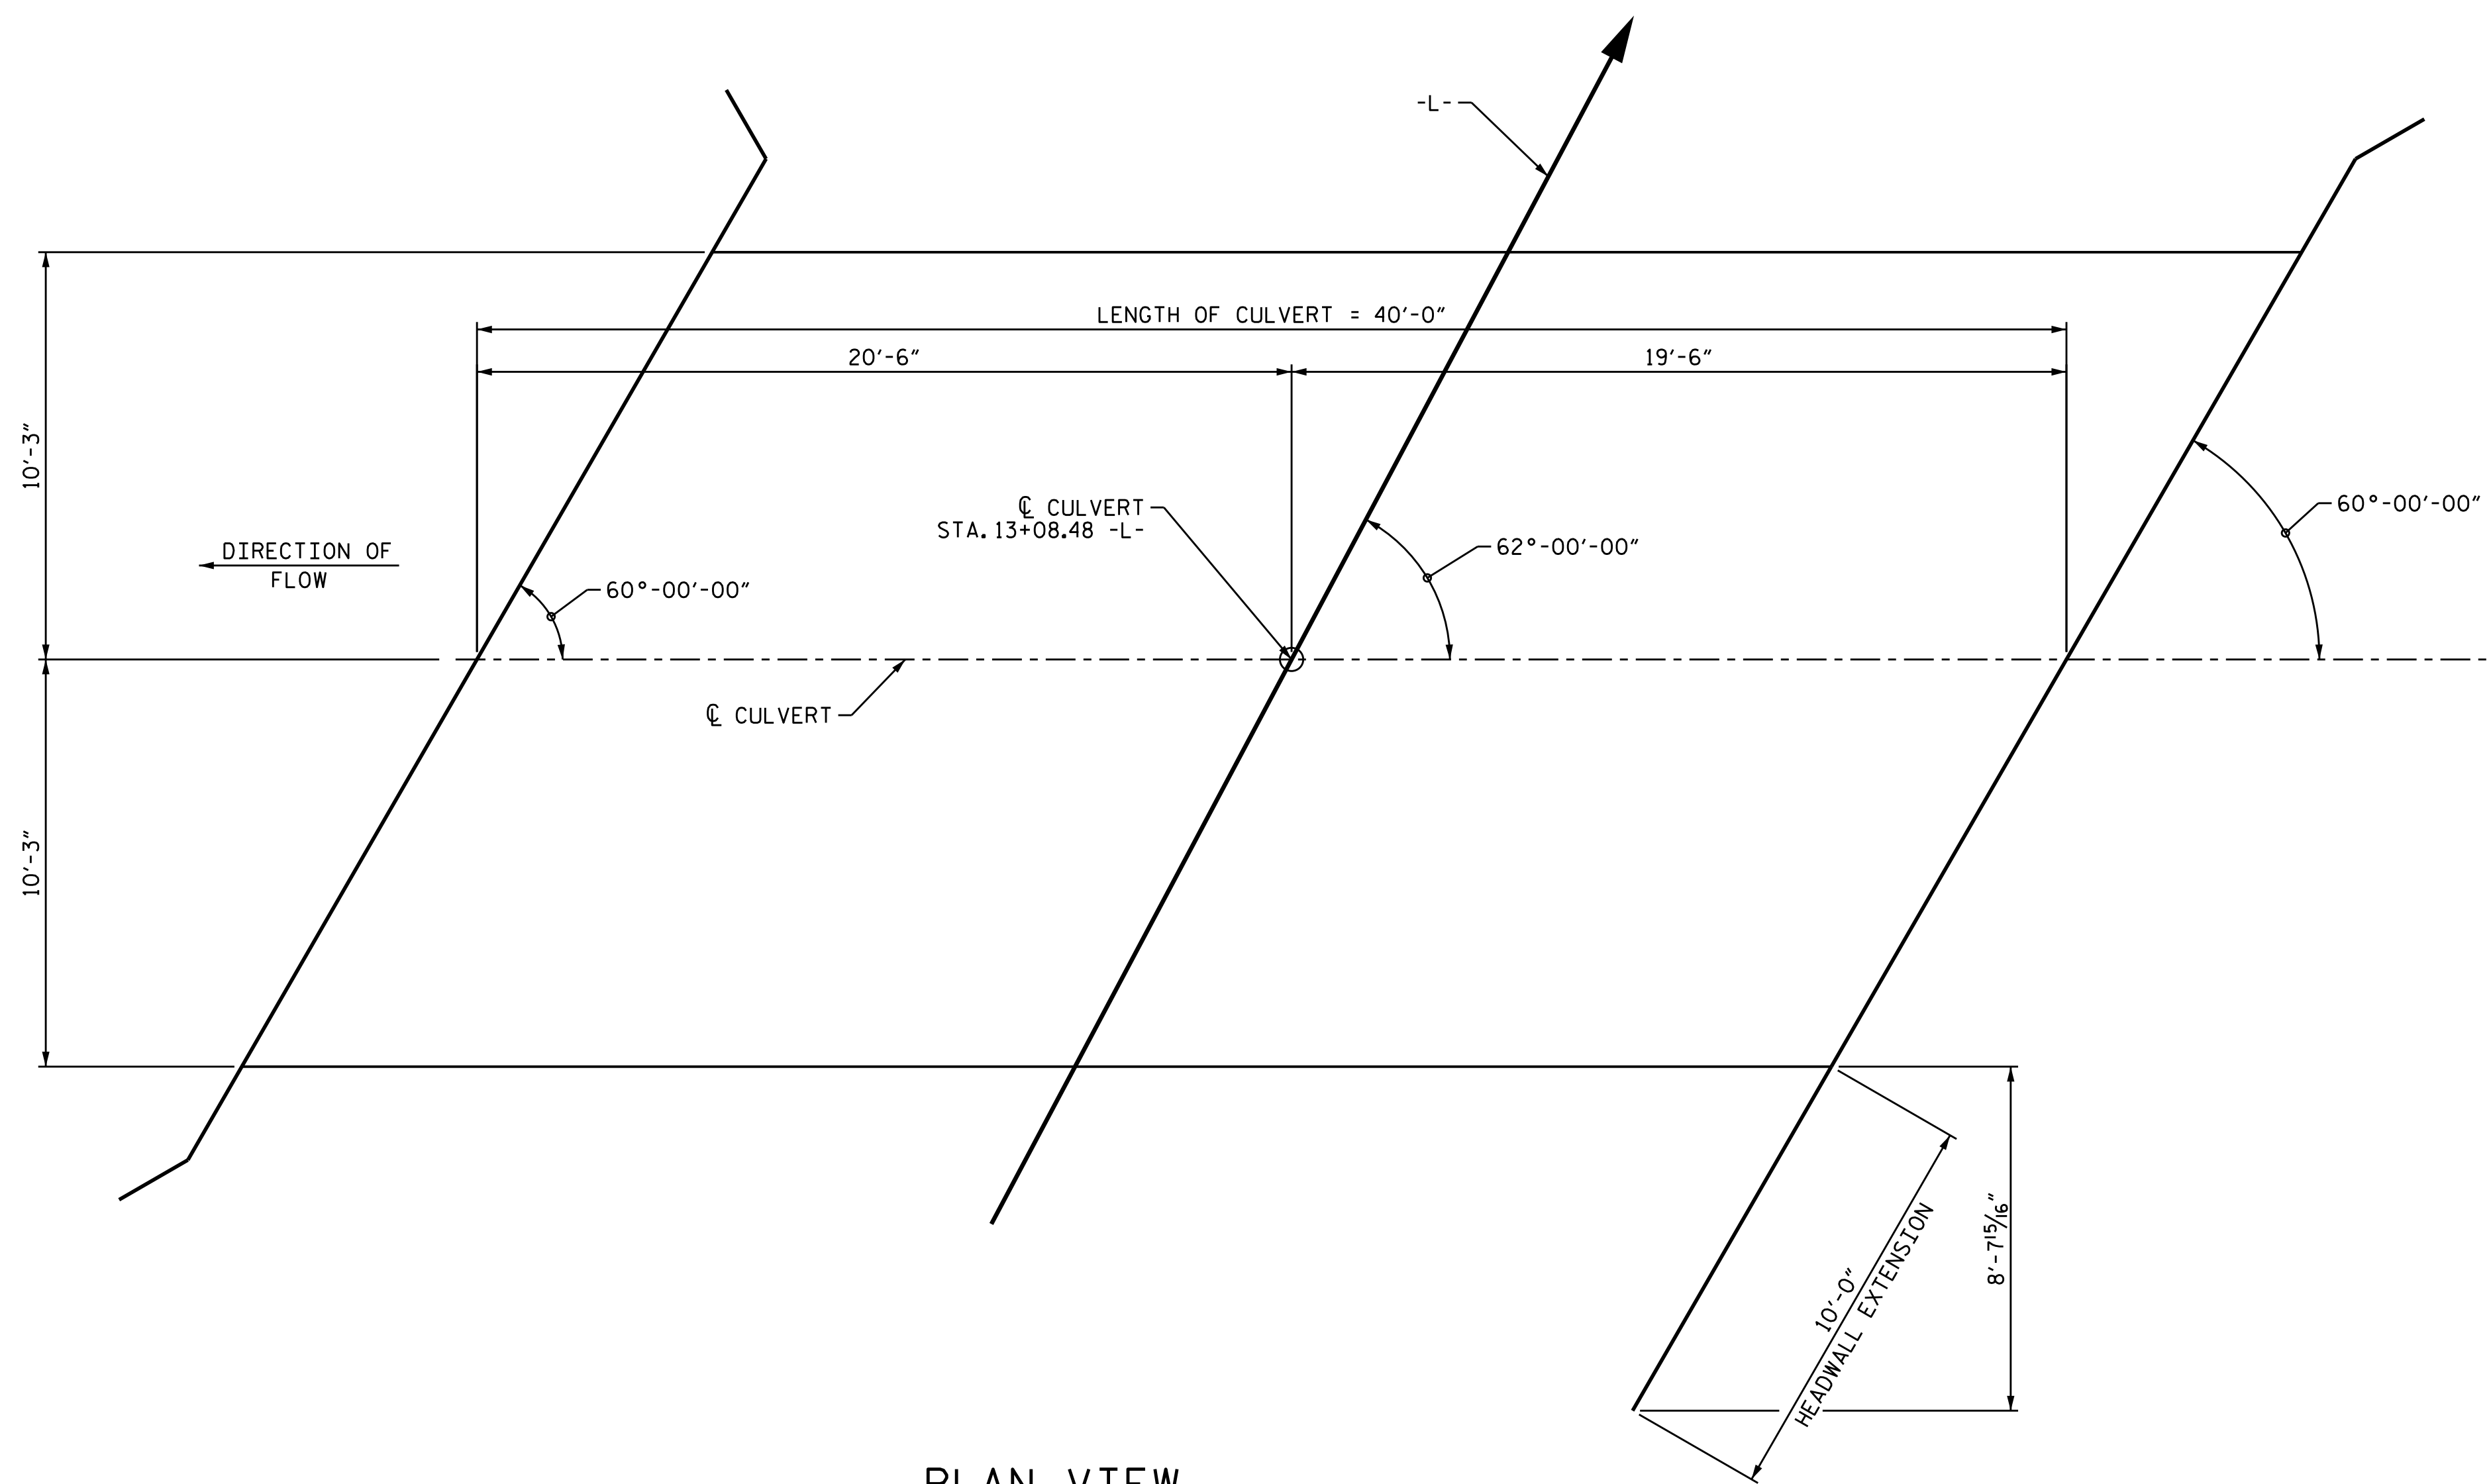 -L-
LENGTH OF CULVERT = 40'-0"
20'-6"
19'-6"
10'-3"
℄ CULVERT
STA. 13+08.48 -L-
60°-00'-00"
62°-00'-00"
DIRECTION OF
FLOW
60°-00'-00"
℄ CULVERT
10'-3"
8'-7 15/16"
10'-0"
HEADWALL EXTENSION
PLAN VIEW